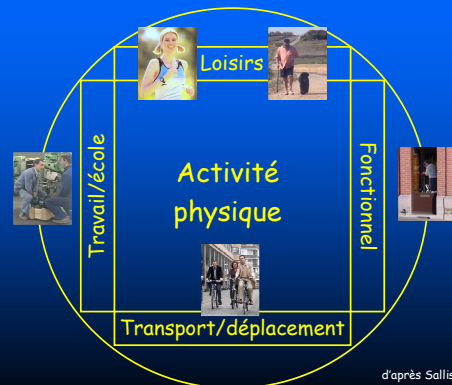 Loisirs
Travail/école
Activité
physique
Fonctionnel
Transport/déplacement
d'après Sallis